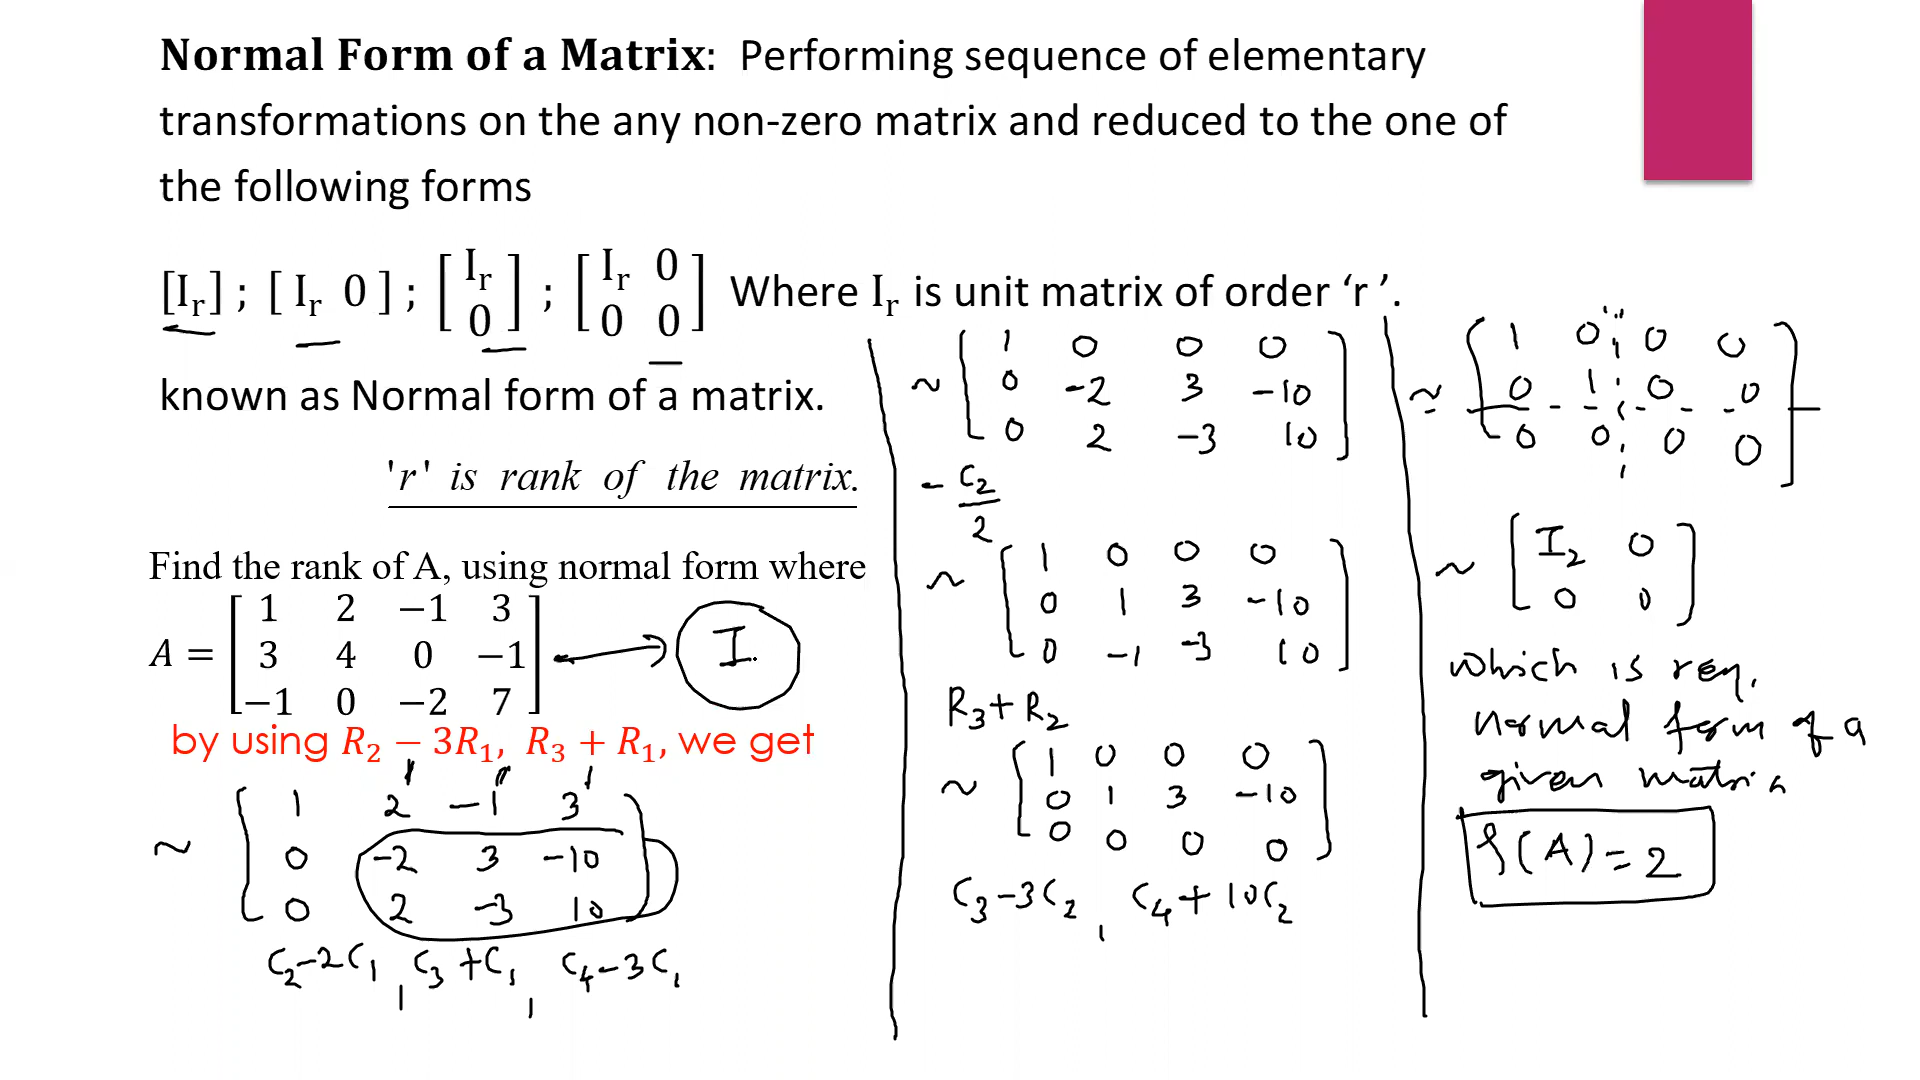 Normal Form of a Matrix: Performing sequence of elementary
transformations on the any non-zero matrix and reduced to the one of
the following forms
[Iᵣ] ; [ Iᵣ 0 ] ; [ Iᵣ ; 0 ] ; [ Iᵣ 0 ; 0 0 ] Where Iᵣ is unit matrix of order ‘r ’.
known as Normal form of a matrix.
'r' is rank of the matrix.
Find the rank of A, using normal form where
A = [ 1 2 −1 3
3 4 0 −1
−1 0 −2 7 ]
I.
by using R₂ − 3R₁, R₃ + R₁, we get
~ [ 1 2 -1 3
0 -2 3 -10
0 2 -3 10 ]
C₂-2C₁, C₃+C₁, C₄-3C₁
~ [ 1 0 0 0
0 -2 3 -10
0 2 -3 10 ]
- C₂
2
~ [ 1 0 0 0
0 1 3 -10
0 -1 -3 10 ]
R₃+R₂
~ [ 1 0 0 0
0 1 3 -10
0 0 0 0 ]
C₃-3C₂, C₄+10C₂
~ [ 1 0 0 0
0 1 0 0
0 0 0 0 ]
~ [ I₂ 0
0 0 ]
which is req.
normal form of a
given matrix
ρ(A)=2